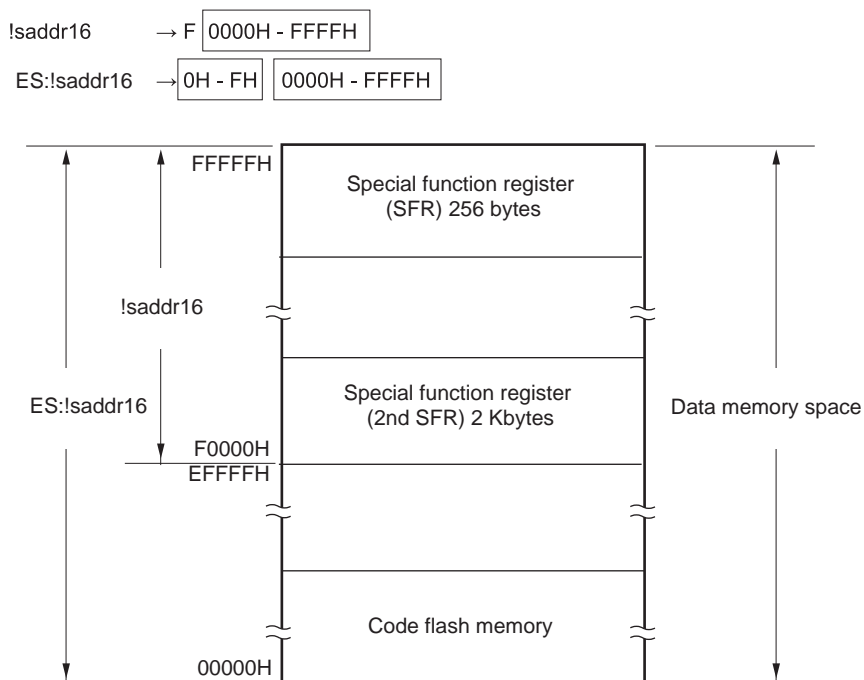 !saddr16 → F 0000H - FFFFH
ES:!saddr16 → 0H - FH 0000H - FFFFH
FFFFFH
Special function register
(SFR) 256 bytes
!saddr16
ES:!saddr16
Special function register
(2nd SFR) 2 Kbytes
Data memory space
F0000H
EFFFFH
Code flash memory
00000H